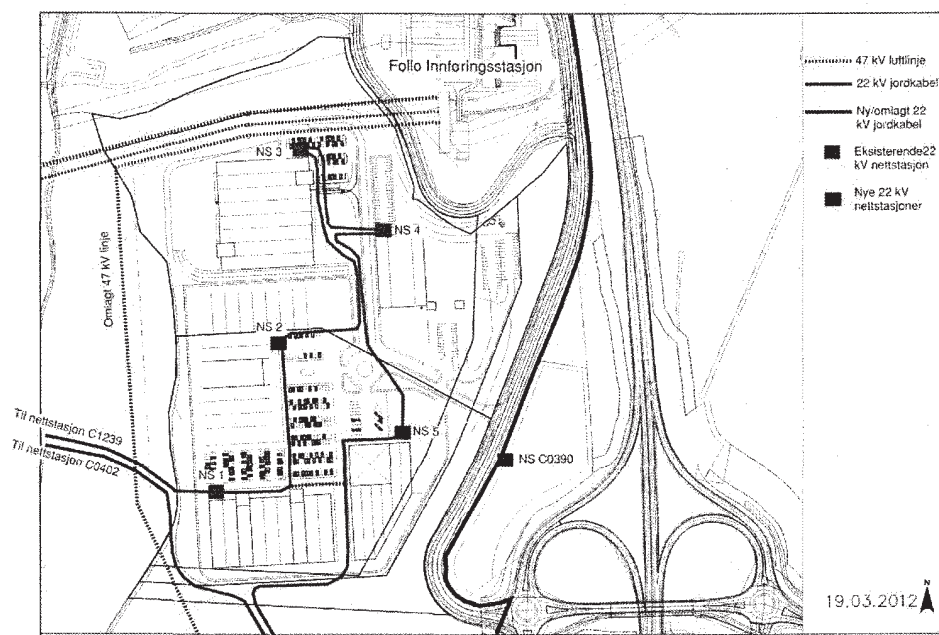 Follo Innføringsstasjon
47 kV luftlinje
22 kV jordkabel
Ny/omlagt 22
kV jordkabel
Eksisterende22
kV nettstasjon
Nye 22 kV
nettstasjoner
NS 3
NS 4
Omlagt 47 kV linje
NS 2
Til nettstasjon C1239
Til nettstasjon C0402
NS 5
NS C0390
NS 1
N
19.03.2012